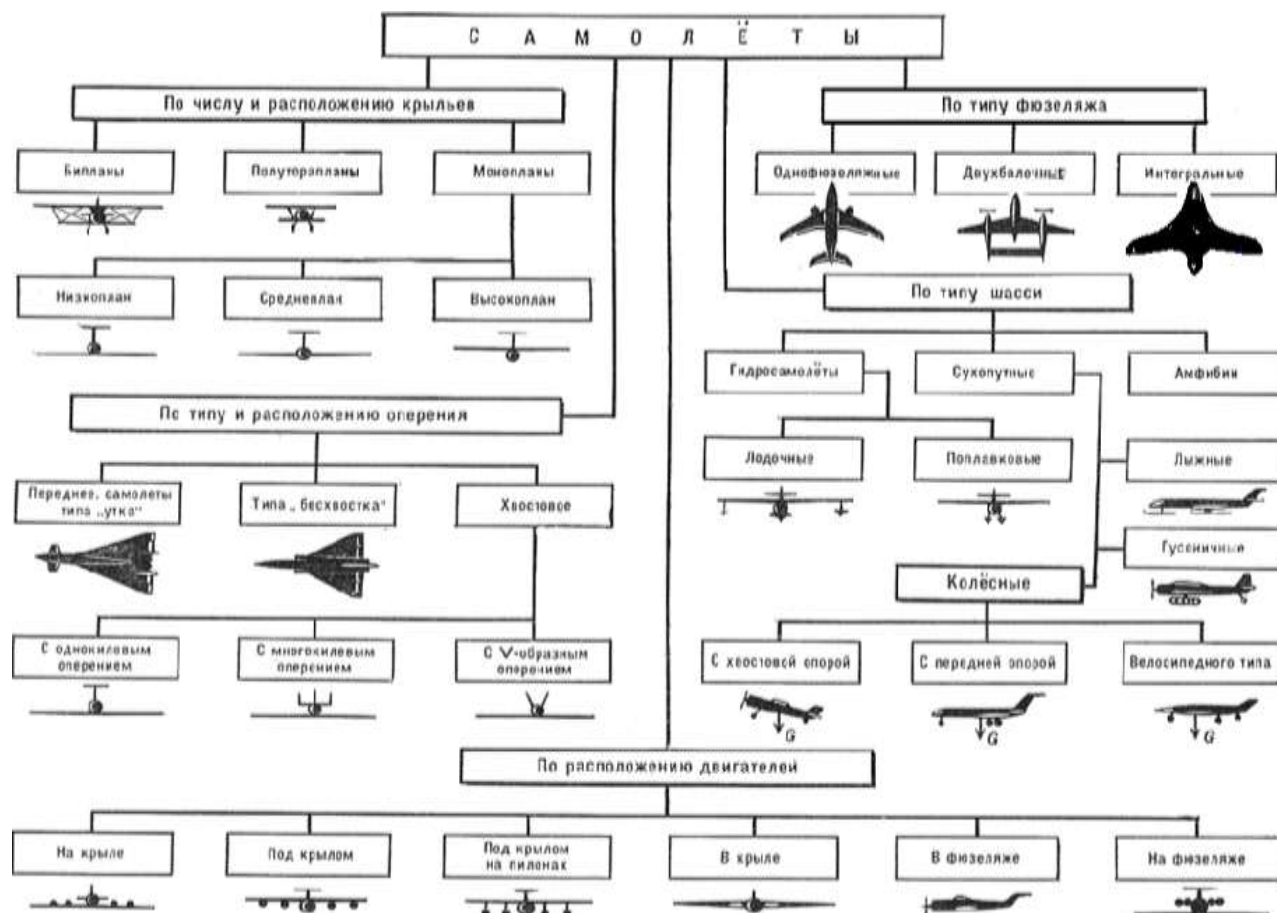 САМОЛЁТЫ
По числу и расположению крыльев
По типу фюзеляжа
Бипланы
Полуторапланы
Монопланы
Однофюзеляжные
Двухбалочные
Интегральные
Низкоплан
Среднеплан
Высокоплан
По типу шасси
Гидросамолёты
Сухопутные
Амфибии
По типу и расположению оперения
Лодочные
Поплавковые
Лыжные
Переднее, самолеты
типа „утка"
Типа „бесхвостка"
Хвостовое
Гусеничные
Колёсные
С однокилевым
оперением
С многокилевым
оперением
С V-образным
оперением
С хвостовой опорой
С передней опорой
Велосипедного типа
G
G
G
По расположению двигателей
На крыле
Под крылом
Под крылом
на пилонах
В крыле
В фюзеляже
На фюзеляже